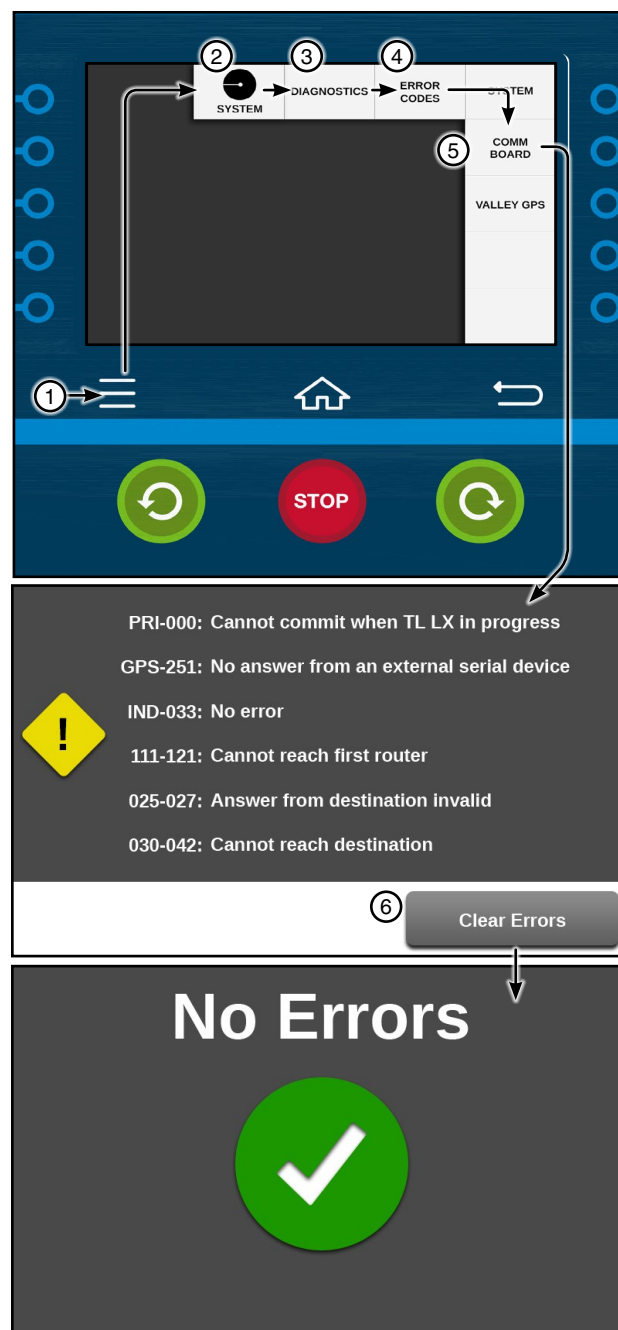 2
3
4
SYSTEM
DIAGNOSTICS
ERROR
CODES
5
COMM
BOARD
VALLEY GPS
1
STOP
PRI-000: Cannot commit when TL LX in progress
GPS-251: No answer from an external serial device
IND-033: No error
!
111-121: Cannot reach first router
025-027: Answer from destination invalid
030-042: Cannot reach destination
6
Clear Errors
No Errors